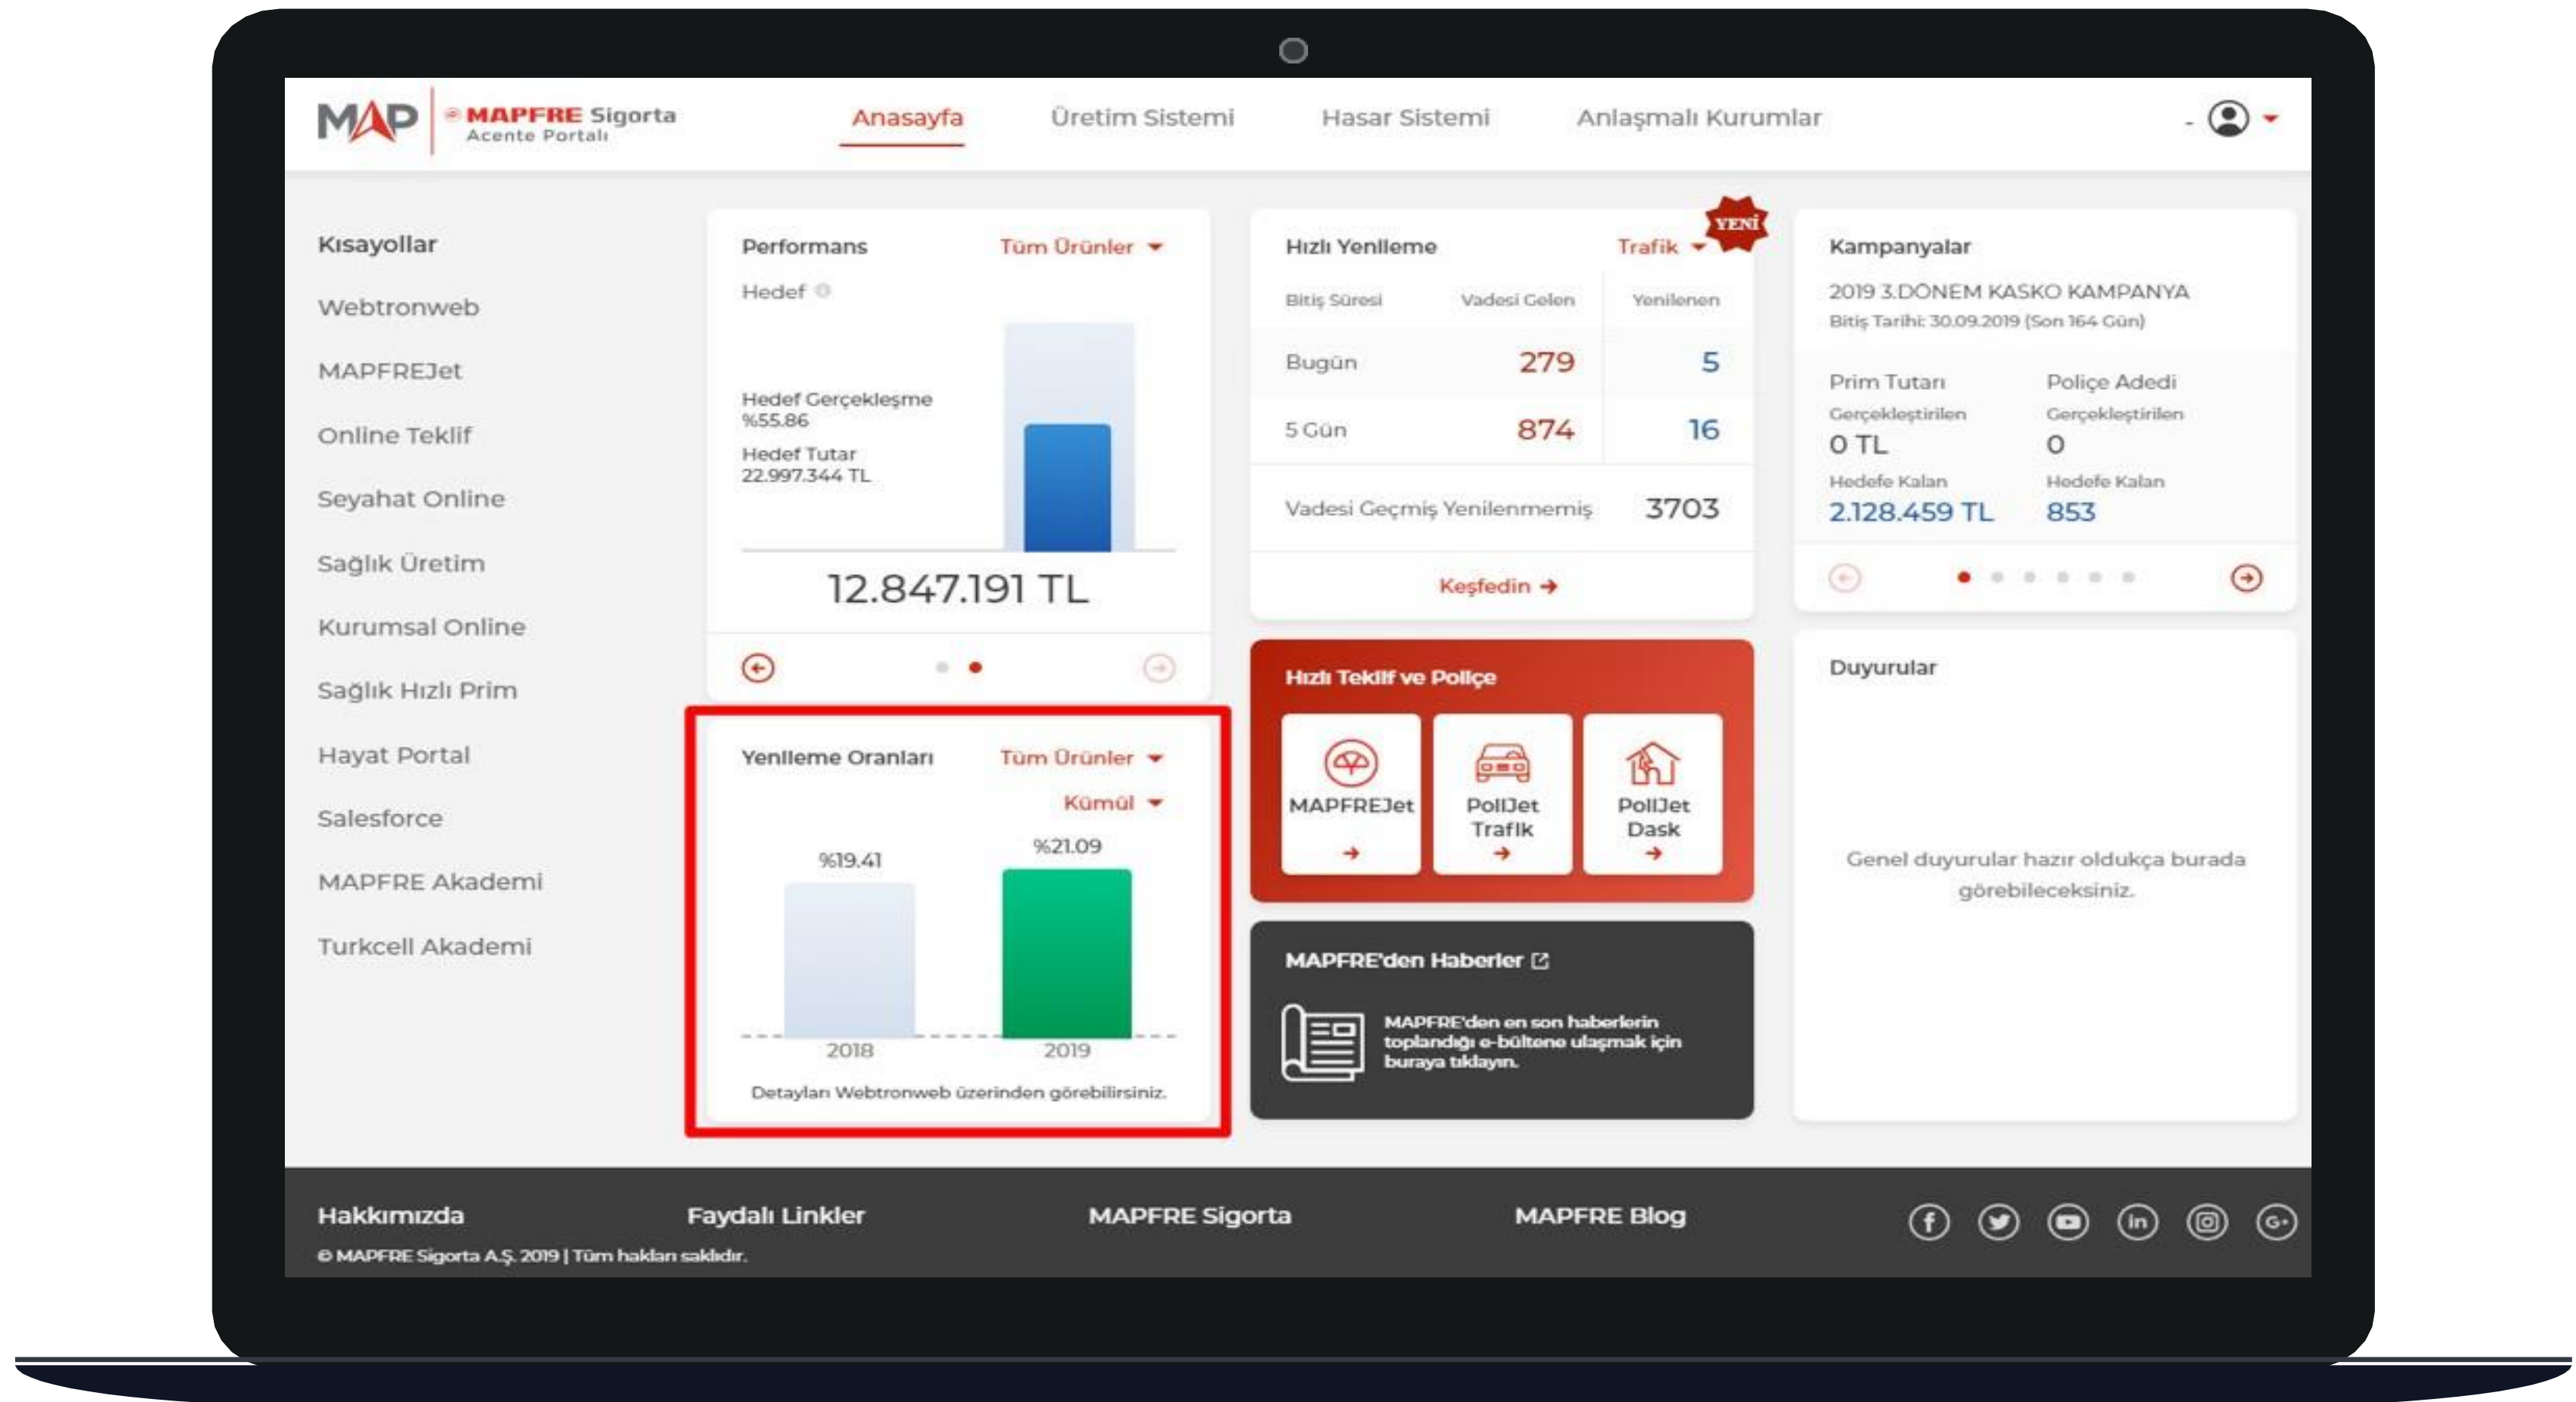 MAP
MAPFRE Sigorta
Acente Portalı
Anasayfa
Üretim Sistemi
Hasar Sistemi
Anlaşmalı Kurumlar
-
Kısayollar
Webtronweb
MAPFREJet
Online Teklif
Seyahat Online
Sağlık Üretim
Kurumsal Online
Sağlık Hızlı Prim
Hayat Portal
Salesforce
MAPFRE Akademi
Turkcell Akademi
Performans
Tüm Ürünler
Hedef
Hedef Gerçekleşme
%55.86
Hedef Tutar
22.997.344 TL
12.847.191 TL
Yenileme Oranları
Tüm Ürünler
Kümül
%19.41
%21.09
2018
2019
Detayları Webtronweb üzerinden görebilirsiniz.
Hızlı Yenileme
Trafik
YENİ
Bitiş Süresi
Vadesi Gelen
Yenilenen
Bugün
279
5
5 Gün
874
16
Vadesi Geçmiş Yenilenmemiş
3703
Keşfedin
Hızlı Teklif ve Poliçe
MAPFREJet
PoliJet
Trafik
PoliJet
Dask
MAPFRE'den Haberler
MAPFRE'den en son haberlerin
toplandığı e-bültene ulaşmak için
buraya tıklayın.
Kampanyalar
2019 3.DÖNEM KASKO KAMPANYA
Bitiş Tarihi: 30.09.2019 (Son 164 Gün)
Prim Tutarı
Poliçe Adedi
Gerçekleştirilen
Gerçekleştirilen
0 TL
0
Hedefe Kalan
Hedefe Kalan
2.128.459 TL
853
Duyurular
Genel duyurular hazır oldukça burada
görebileceksiniz.
Hakkımızda
Faydalı Linkler
MAPFRE Sigorta
MAPFRE Blog
© MAPFRE Sigorta A.Ş. 2019 | Tüm hakları saklıdır.